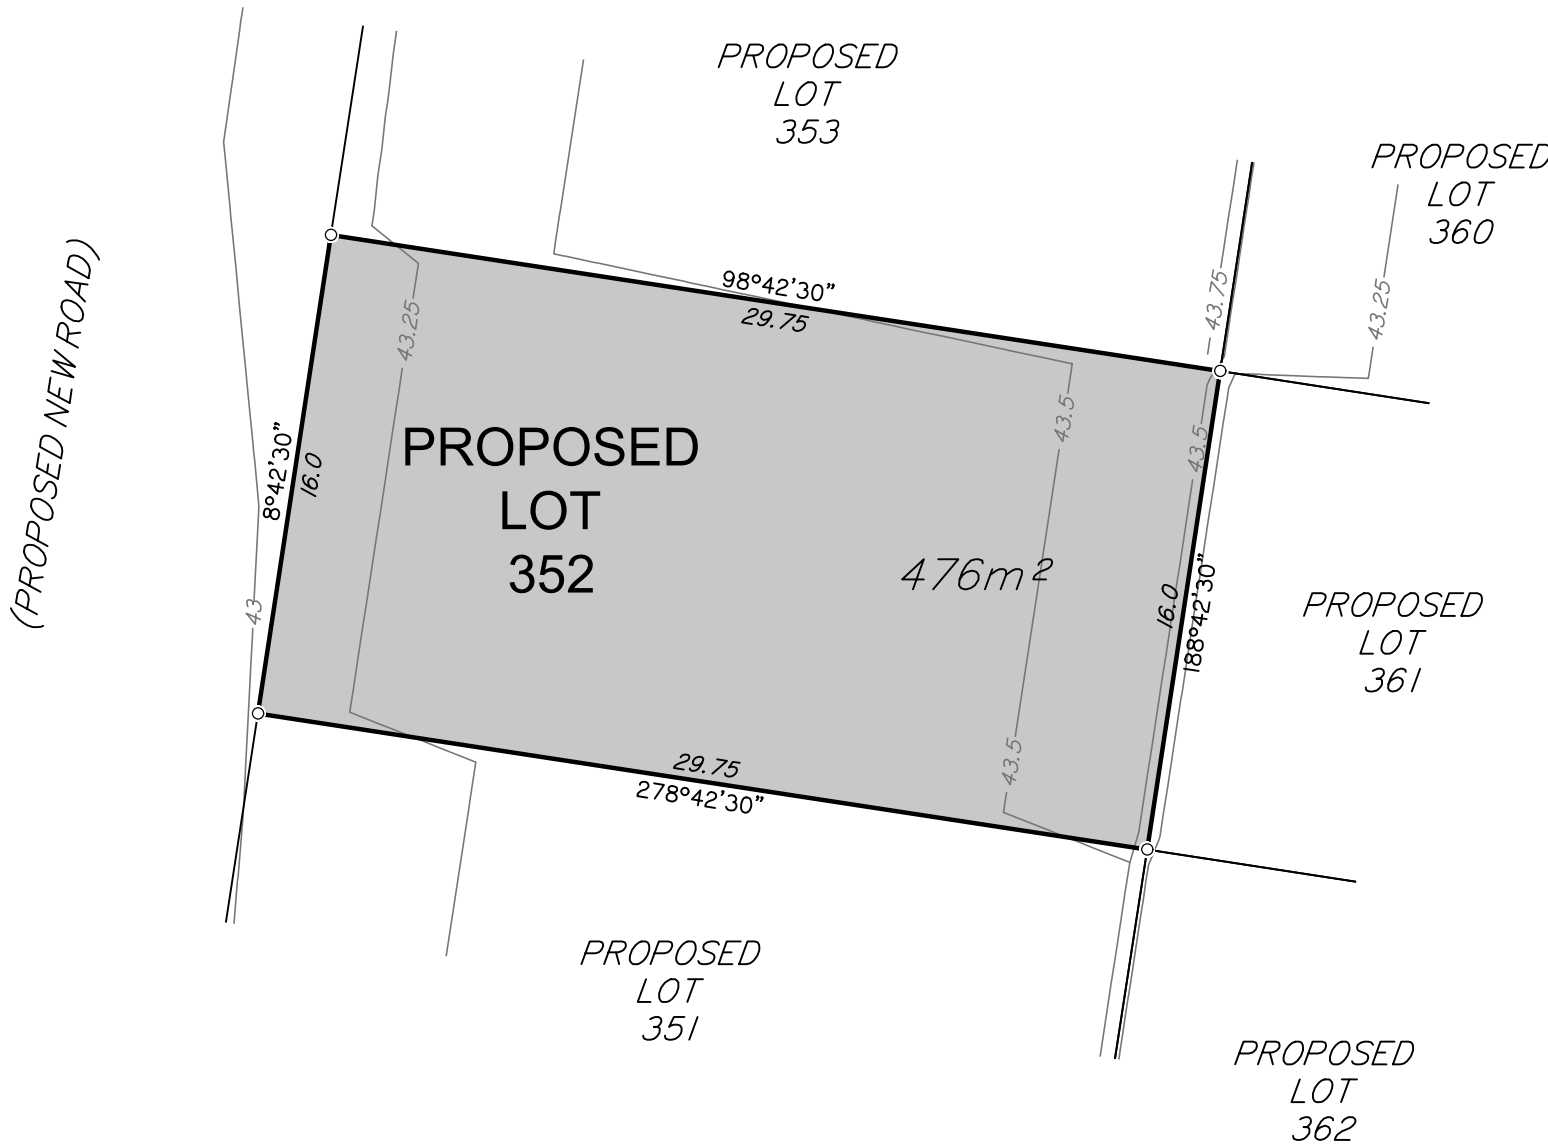 PROPOSED
LOT
353
PROPOSED
LOT
360
(PROPOSED NEW ROAD)
98°42'30"
29.75
43.75
43.25
43.25
43.5
43.5
8°42'30"
16.0
PROPOSED
LOT
352
476m²
16.0
188°42'30"
43
PROPOSED
LOT
361
43.5
29.75
278°42'30"
PROPOSED
LOT
351
PROPOSED
LOT
362